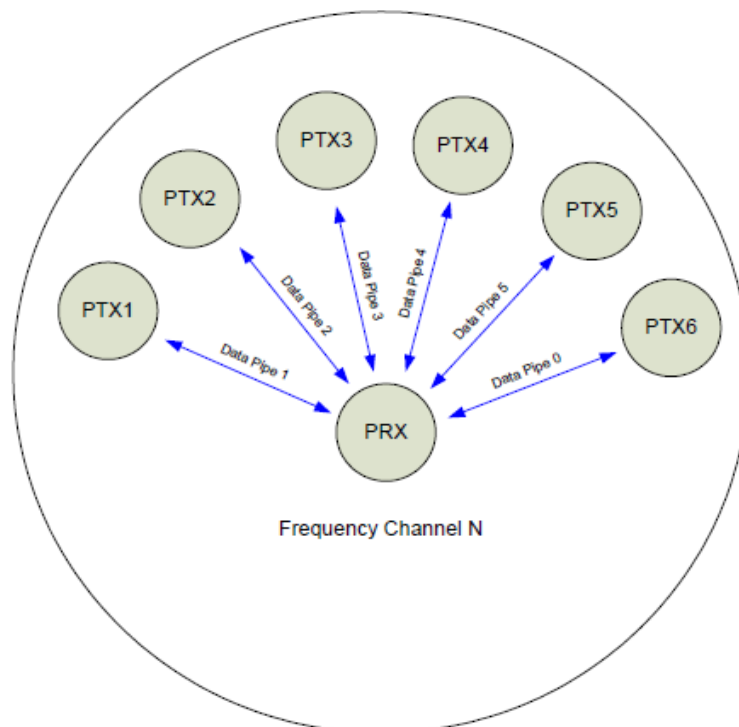 PTX1
PTX2
PTX3
PTX4
PTX5
PTX6
Data Pipe 1
Data Pipe 2
Data Pipe 3
Data Pipe 4
Data Pipe 5
Data Pipe 0
PRX
Frequency Channel N